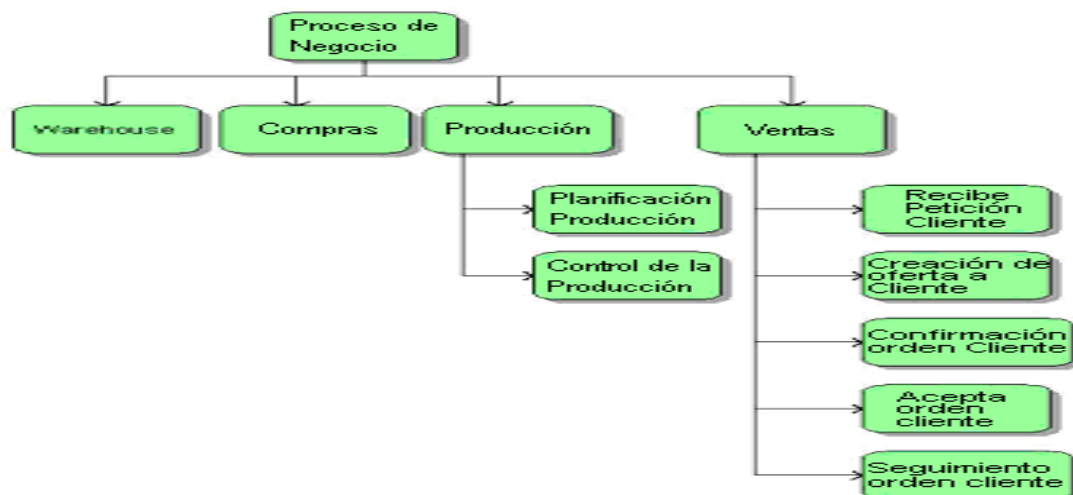 Proceso de
Negocio
Warehouse
Compras
Producción
Ventas
Planificación
Producción
Control de la
Producción
Recibe
Petición
Cliente
Creación de
oferta a
Cliente
Confirmación
orden Cliente
Acepta
orden
cliente
Seguimiento
orden cliente